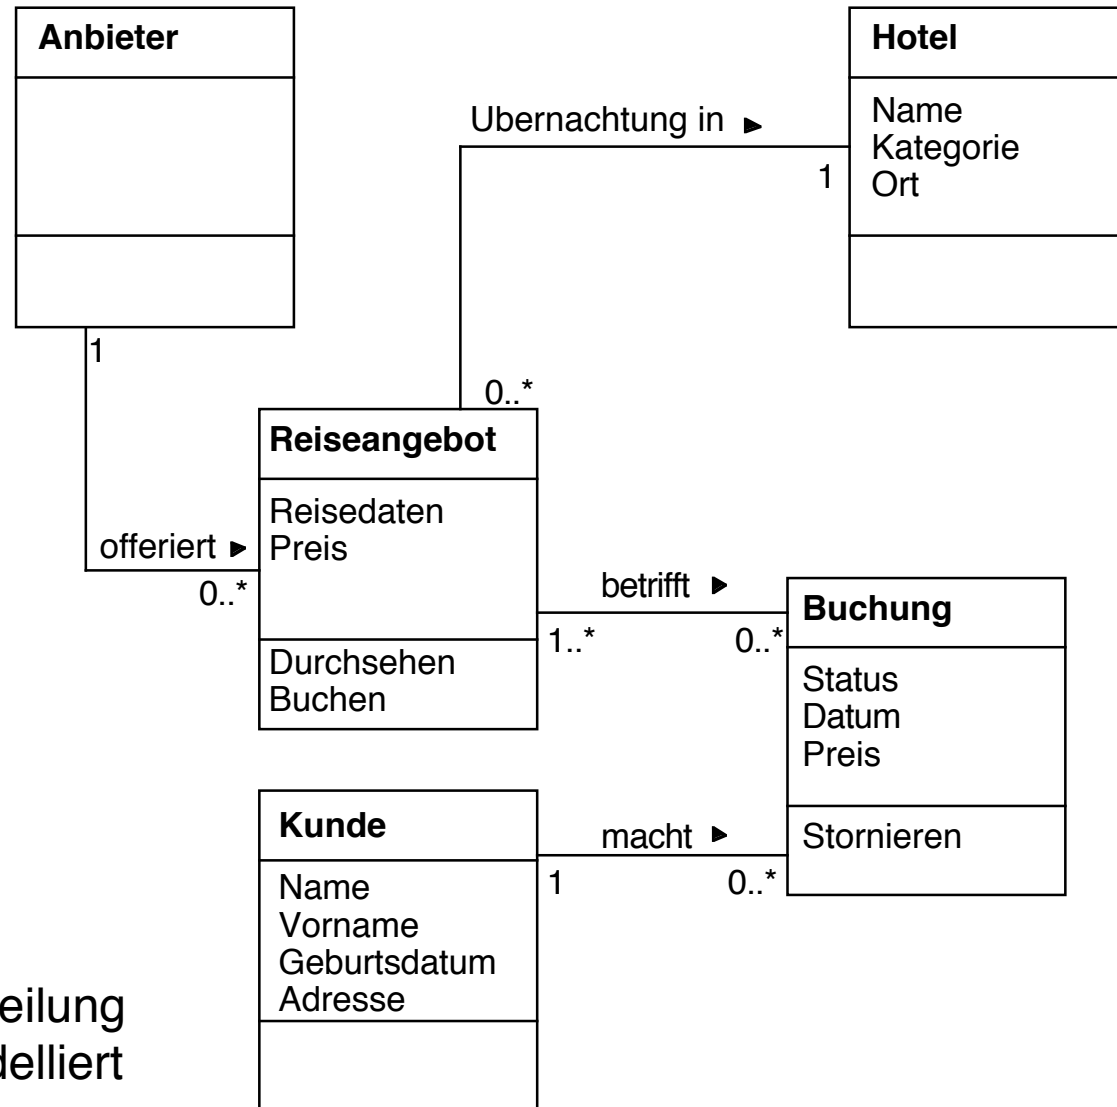 Anbieter
Hotel
Name
Kategorie
Ort
Ubernachtung in ►
1
0..*
1
offeriert ►
0..*
Reiseangebot
Reisedaten
Preis
Durchsehen
Buchen
betrifft ►
1..*
0..*
Buchung
Status
Datum
Preis
Stornieren
Kunde
Name
Vorname
Geburtsdatum
Adresse
macht ►
1
0..*
eilung
delliert